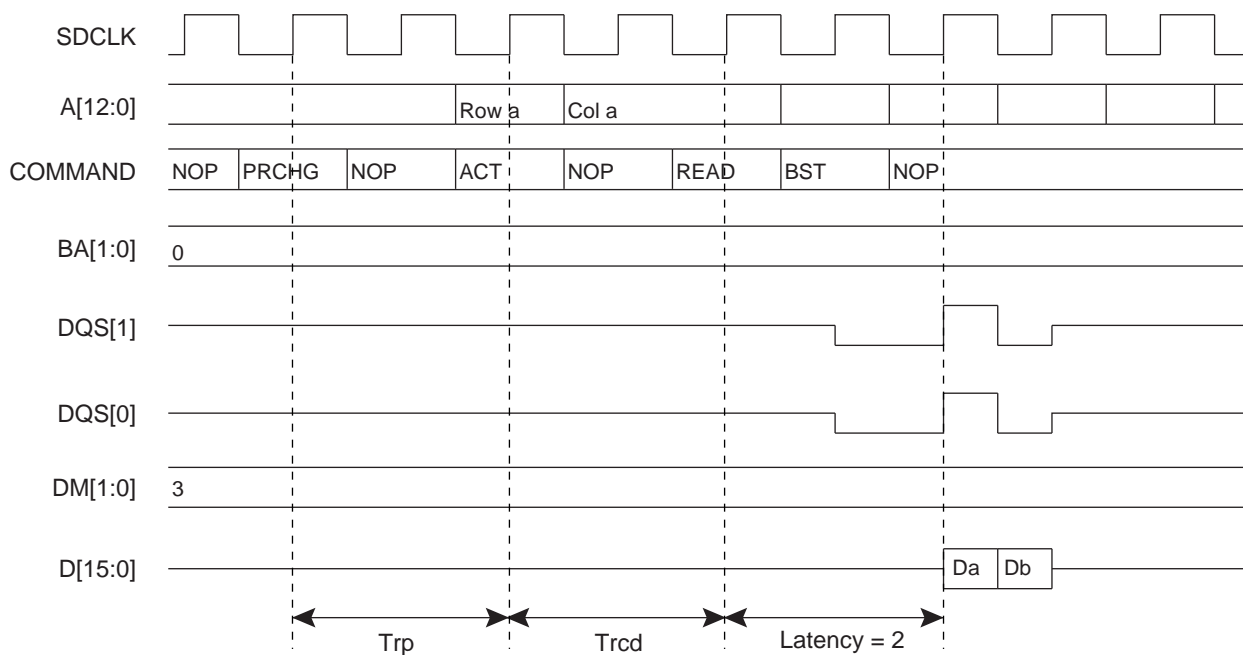 SDCLK
A[12:0] Row a Col a
COMMAND NOP PRCHG NOP ACT NOP READ BST NOP
BA[1:0] 0
DQS[1]
DQS[0]
DM[1:0] 3
D[15:0] Da Db
Trp Trcd Latency = 2